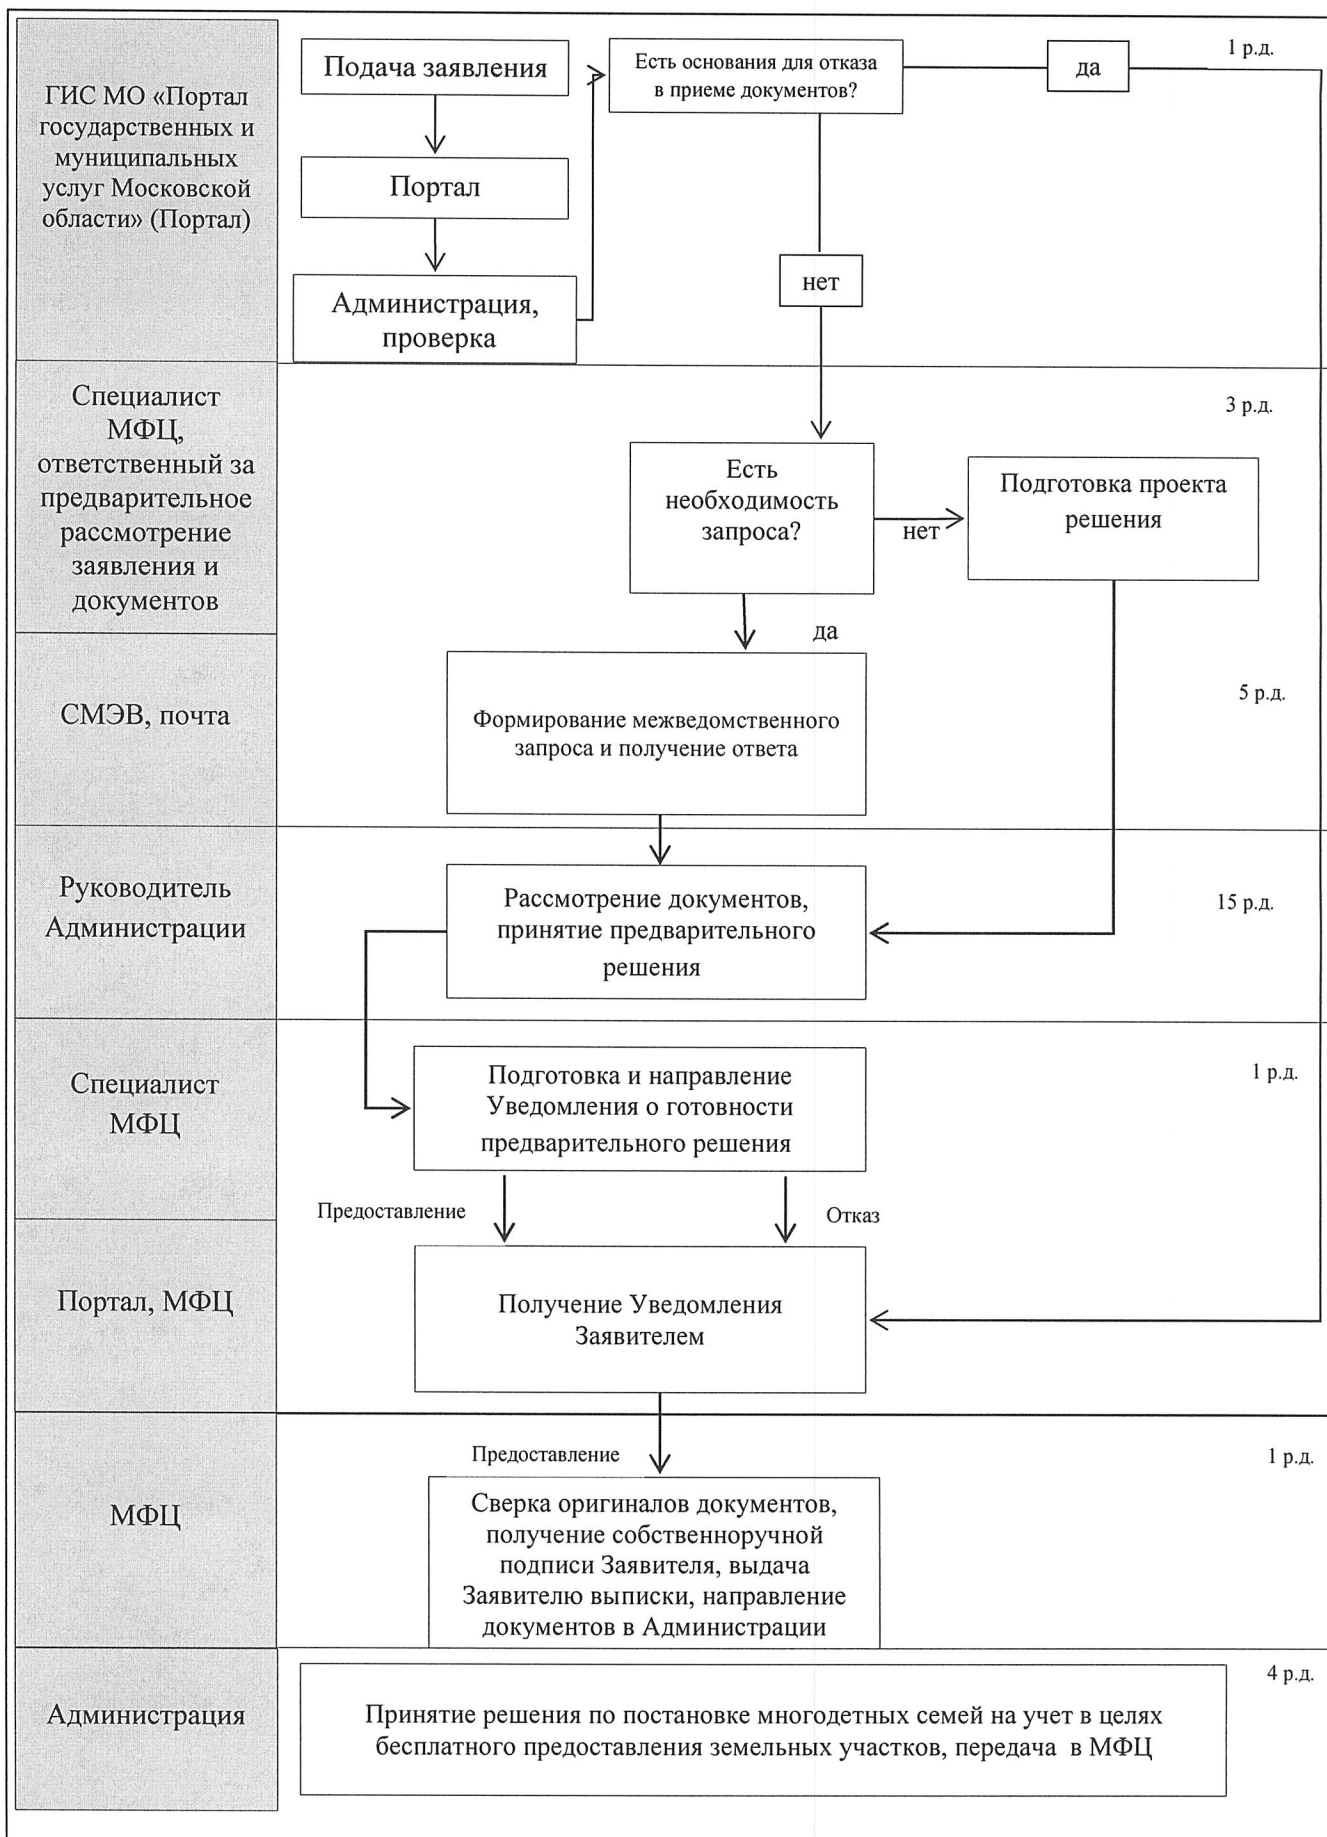 ГИС МО «Портал
государственных и
муниципальных
услуг Московской
области» (Портал)
Подача заявления
Портал
Администрация,
проверка
Есть основания для отказа
в приеме документов?
да
1 р.д.
нет
Специалист
МФЦ,
ответственный за
предварительное
рассмотрение
заявления и
документов
3 р.д.
Есть
необходимость
запроса?
нет
Подготовка проекта
решения
да
СМЭВ, почта
Формирование межведомственного
запроса и получение ответа
5 р.д.
Руководитель
Администрации
Рассмотрение документов,
принятие предварительного
решения
15 р.д.
Специалист
МФЦ
Подготовка и направление
Уведомления о готовности
предварительного решения
1 р.д.
Предоставление
Отказ
Портал, МФЦ
Получение Уведомления
Заявителем
МФЦ
Предоставление
1 р.д.
Сверка оригиналов документов,
получение собственноручной
подписи Заявителя, выдача
Заявителю выписки, направление
документов в Администрации
Администрация
4 р.д.
Принятие решения по постановке многодетных семей на учет в целях
бесплатного предоставления земельных участков, передача  в МФЦ